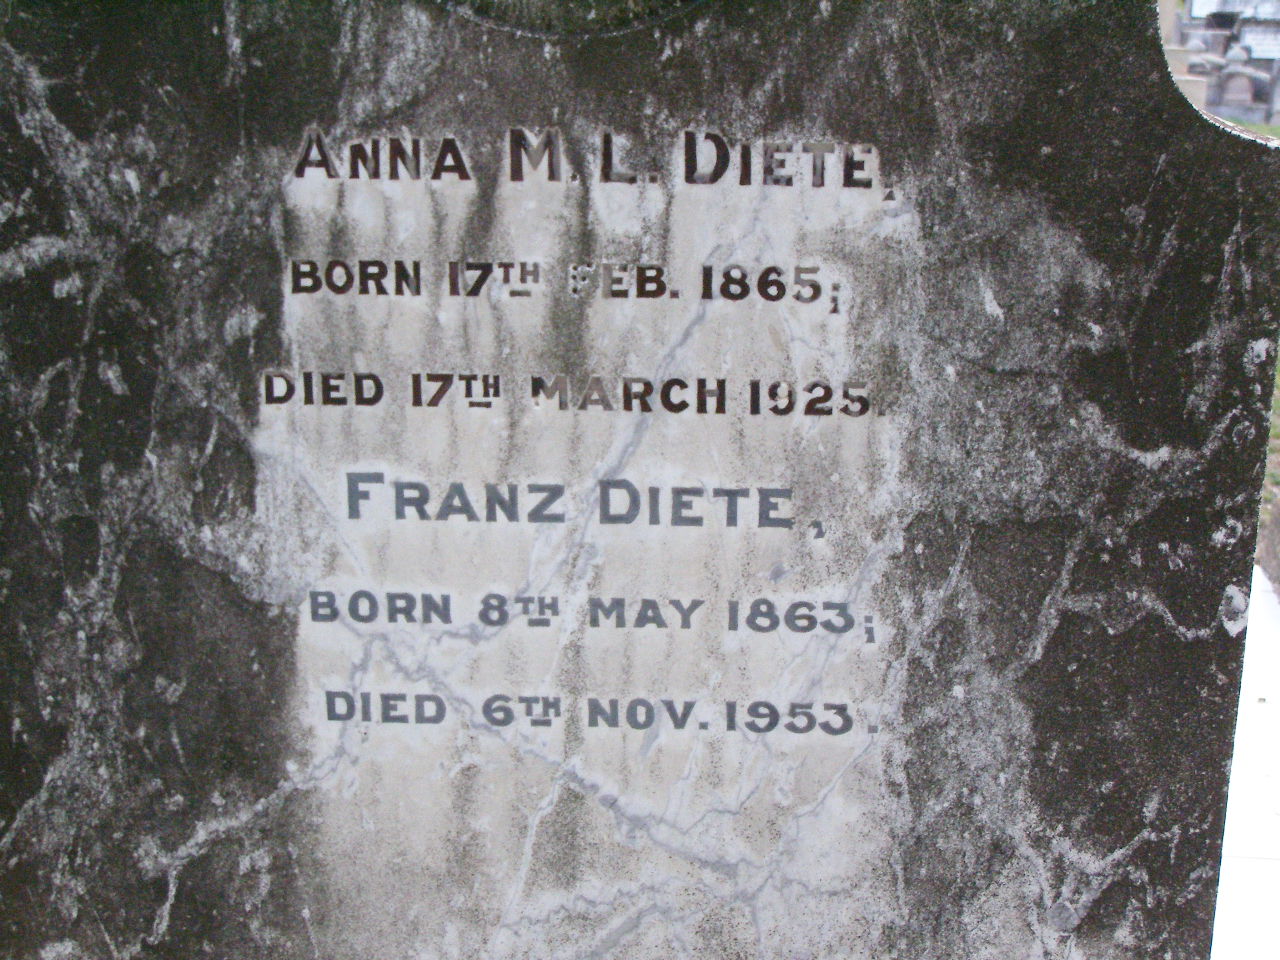 ANNA M. L. DIETE,
BORN 17TH FEB. 1865;
DIED 17TH MARCH 1925.
FRANZ DIETE,
BORN 8TH MAY 1863;
DIED 6TH NOV. 1953.